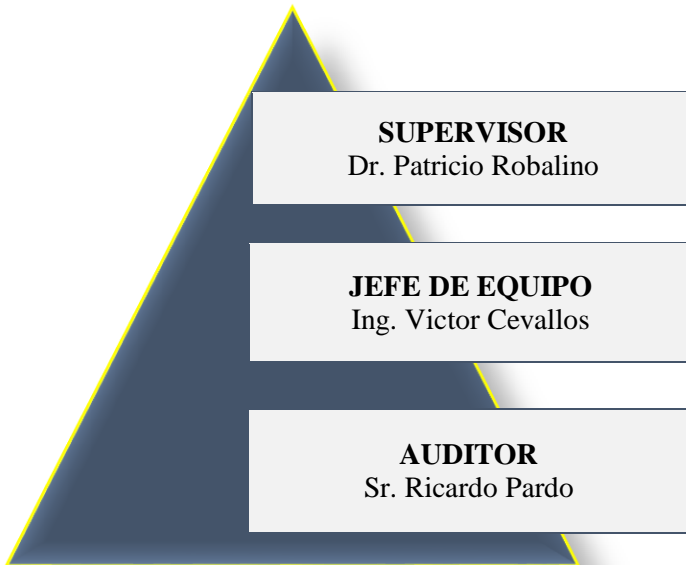 SUPERVISOR
Dr. Patricio Robalino
JEFE DE EQUIPO
Ing. Victor Cevallos
AUDITOR
Sr. Ricardo Pardo